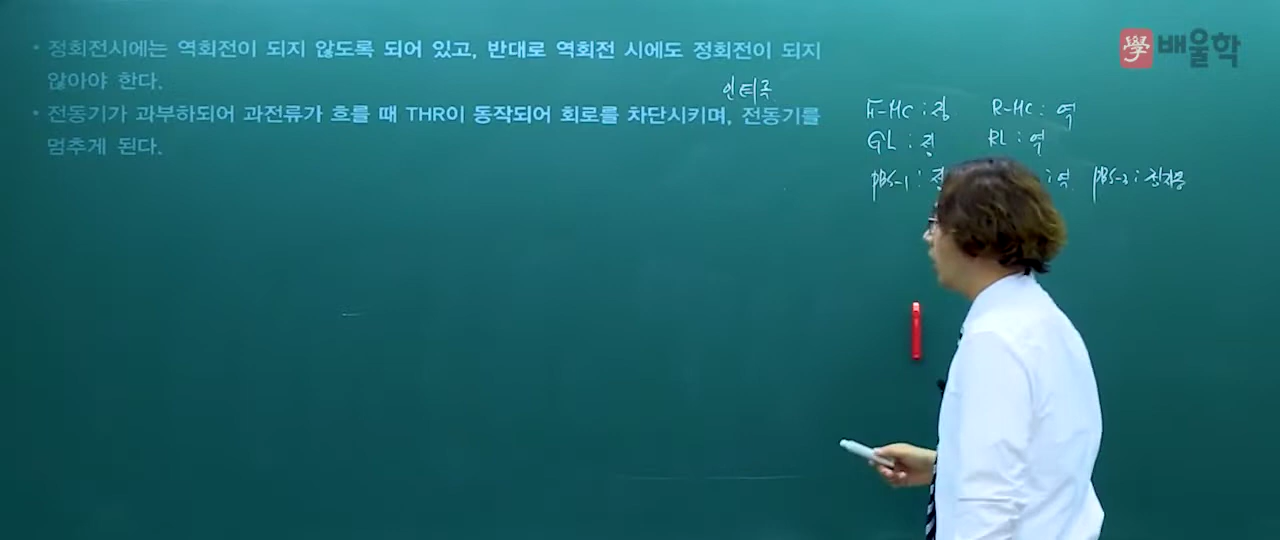 • 정회전시에는 역회전이 되지 않도록 되어 있고, 반대로 역회전 시에도 정회전이 되지
않아야 한다.
인터록
• 전동기가 과부하되어 과전류가 흐를 때 THR이 동작되어 회로를 차단시키며, 전동기를
멈추게 된다.
學 배울학
F-MC : 정 R-MC : 역
GL : 정 RL : 역
PBS-1 : 정 : 역 PBS-3 :